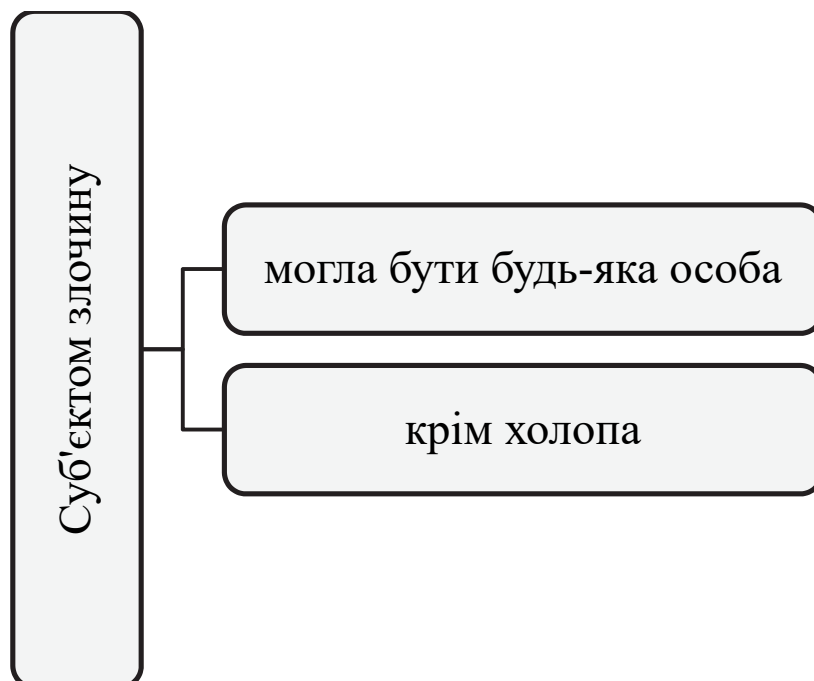 Суб'єктом злочину
могла бути будь-яка особа
крім холопа